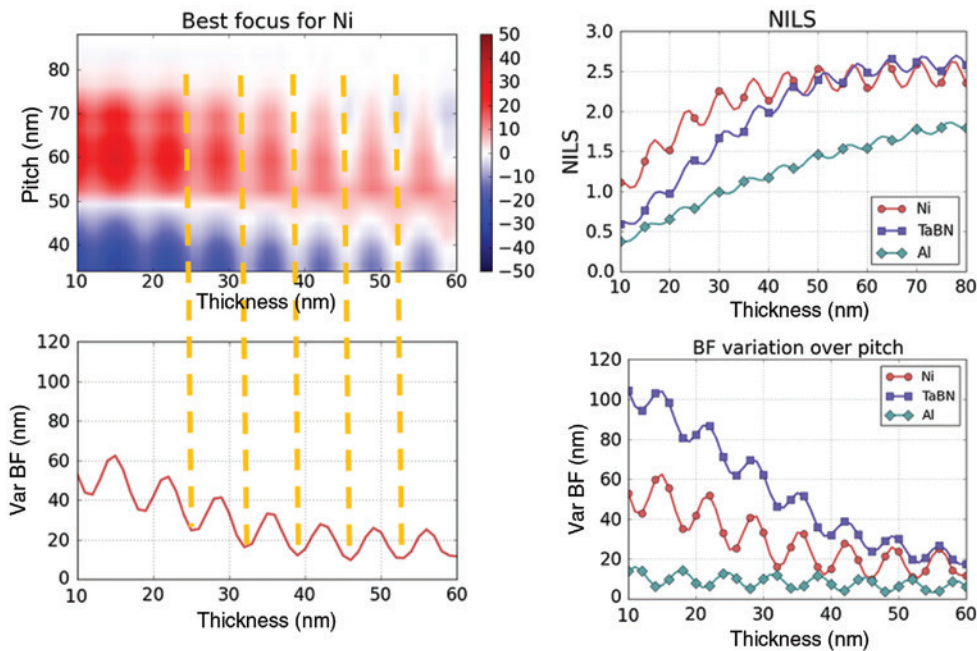 Best focus for Ni
Pitch (nm)
80
70
60
50
40
10 20 30 40 50 60
Thickness (nm)
50
40
30
20
10
0
−10
−20
−30
−40
−50
NILS
NILS
3.0
2.5
2.0
1.5
1.0
0.5
0.0
Ni
TaBN
Al
10 20 30 40 50 60 70 80
Thickness (nm)
Var BF (nm)
120
100
80
60
40
20
0
10 20 30 40 50 60
Thickness (nm)
BF variation over pitch
Var BF (nm)
120
100
80
60
40
20
0
Ni
TaBN
Al
10 20 30 40 50 60
Thickness (nm)